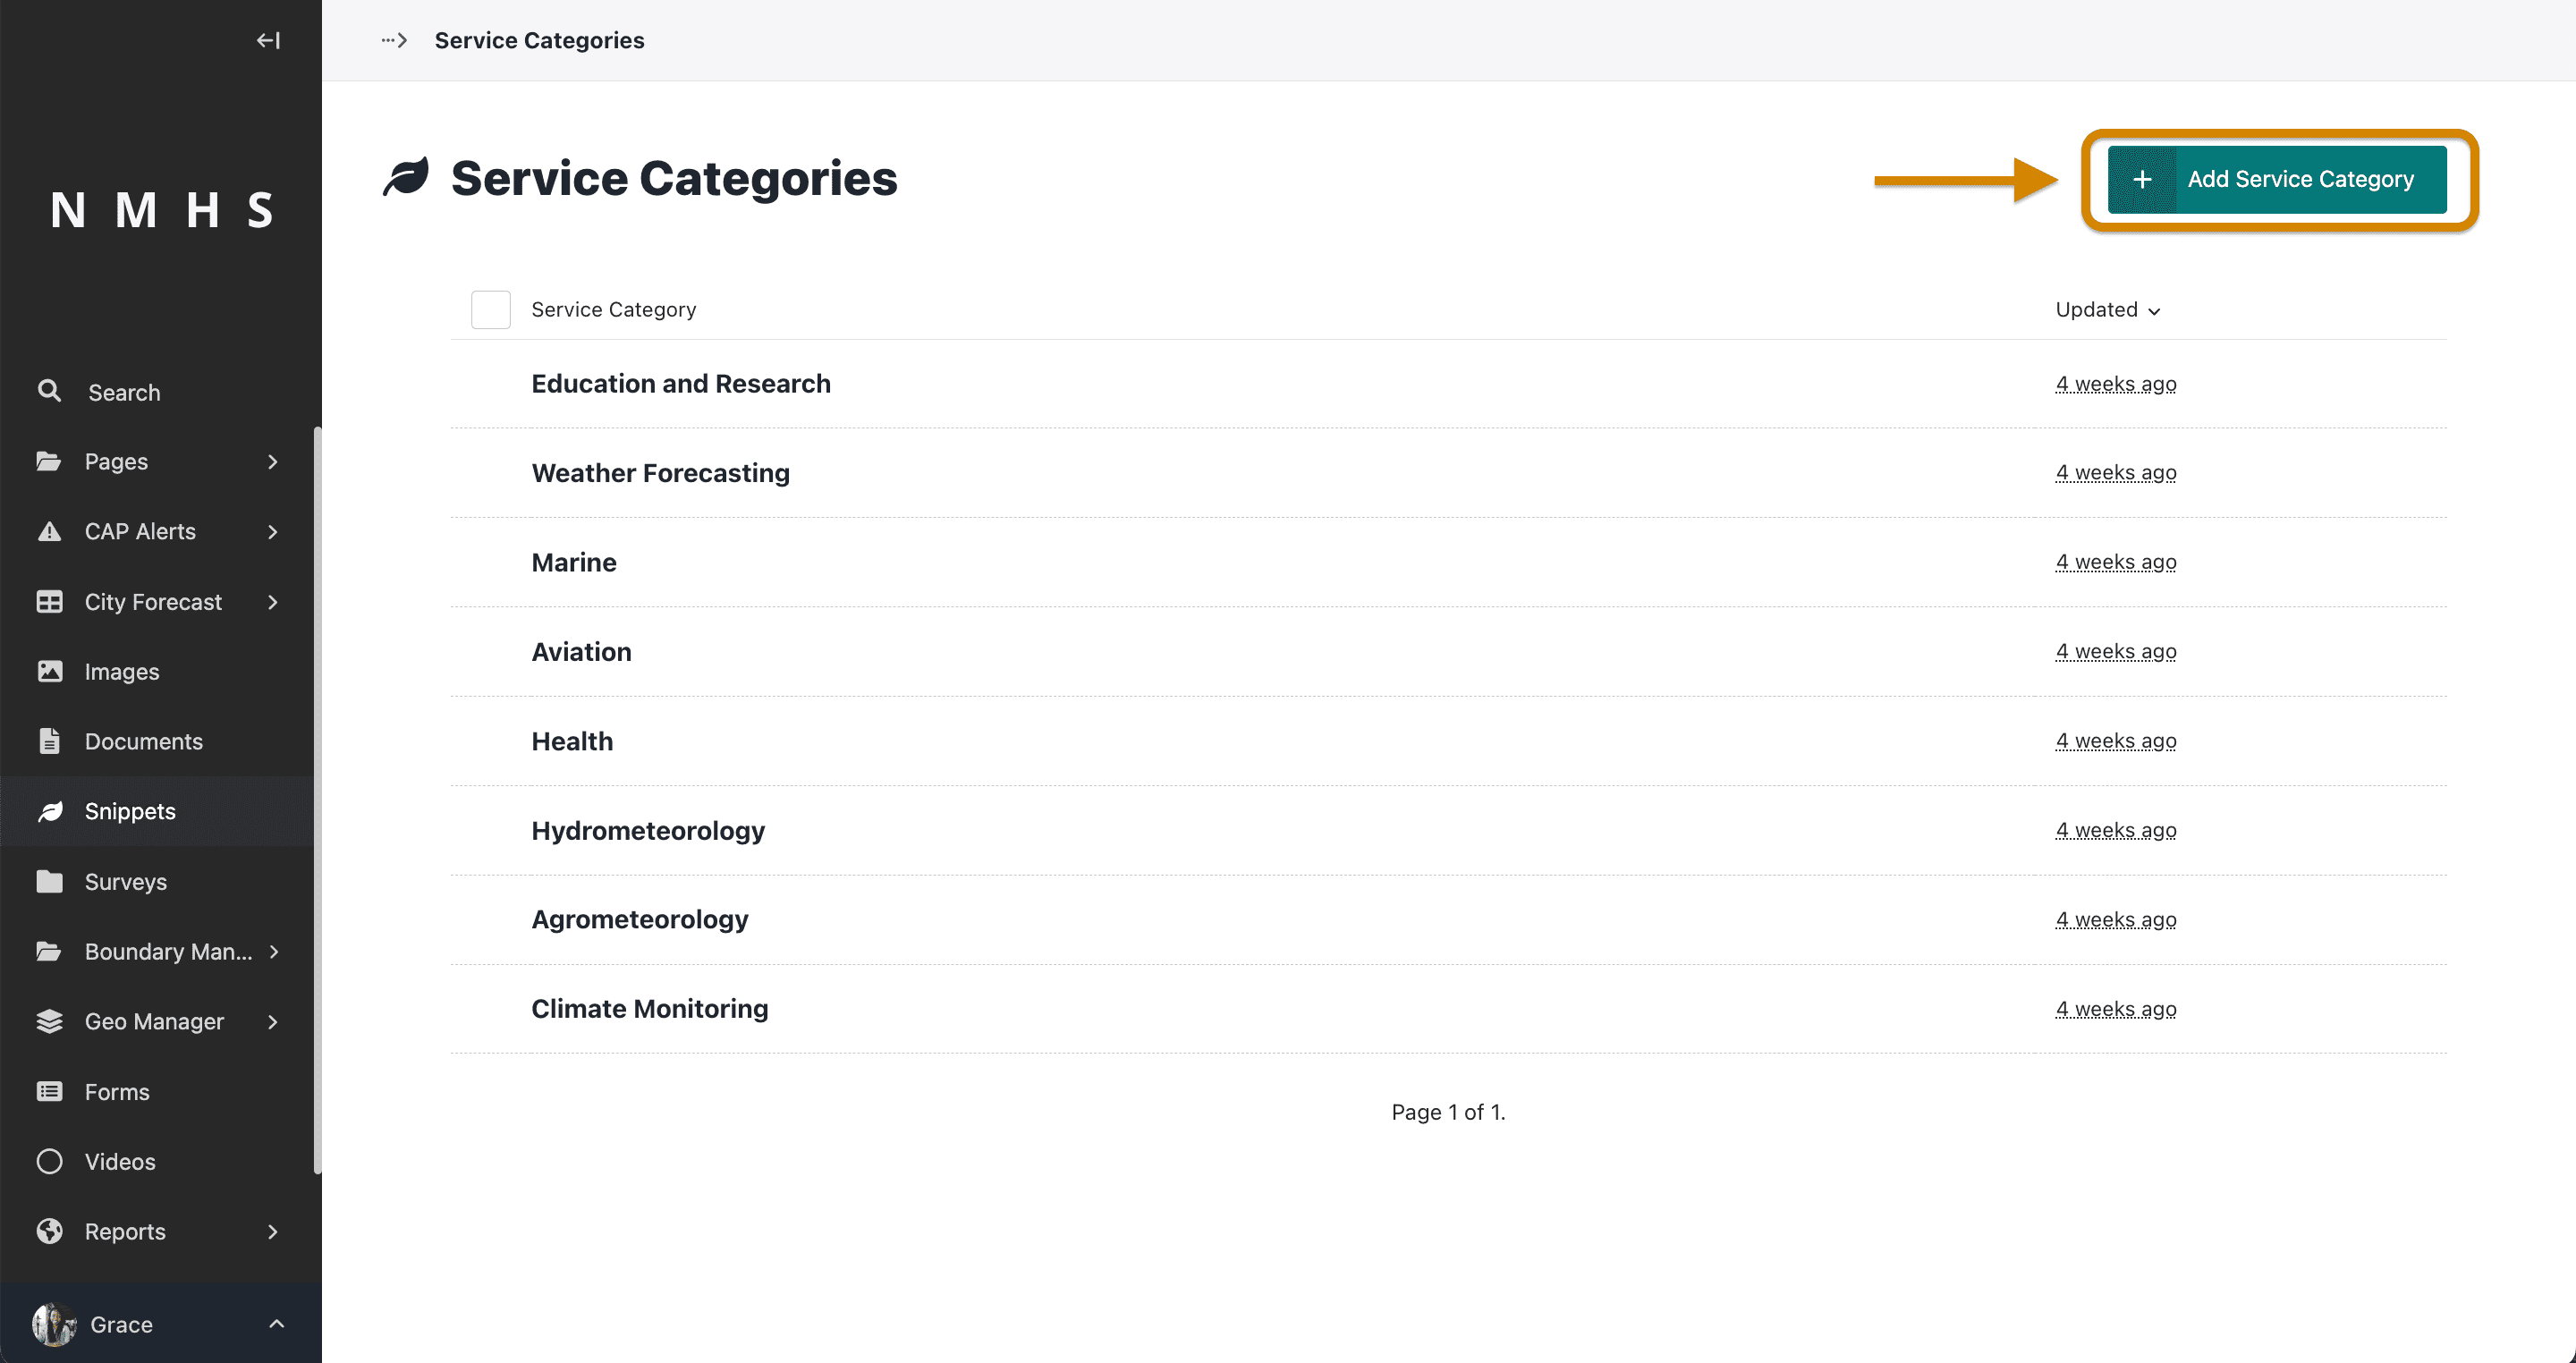 Service Categories
N M H S
Search
Pages
CAP Alerts
City Forecast
Images
Documents
Snippets
Surveys
Boundary Man...
Geo Manager
Forms
Videos
Reports
Grace
Service Categories
Add Service Category
Service Category Updated
Education and Research 4 weeks ago
Weather Forecasting 4 weeks ago
Marine 4 weeks ago
Aviation 4 weeks ago
Health 4 weeks ago
Hydrometeorology 4 weeks ago
Agrometeorology 4 weeks ago
Climate Monitoring 4 weeks ago
Page 1 of 1.